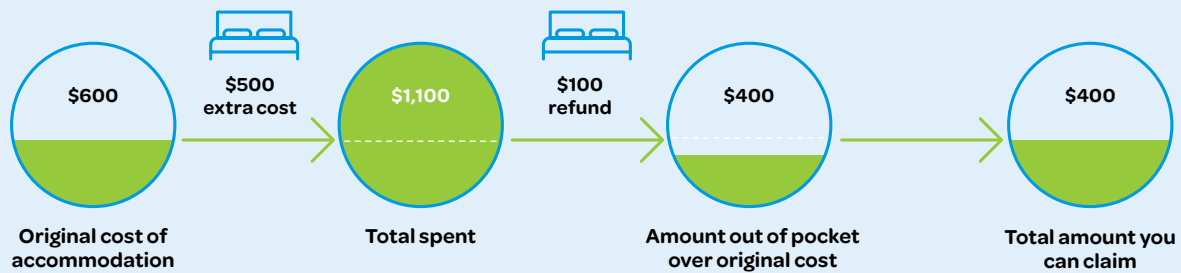 $600
$500
extra cost
$1,100
$100
refund
$400
$400
Original cost of
accommodation
Total spent
Amount out of pocket
over original cost
Total amount you
can claim